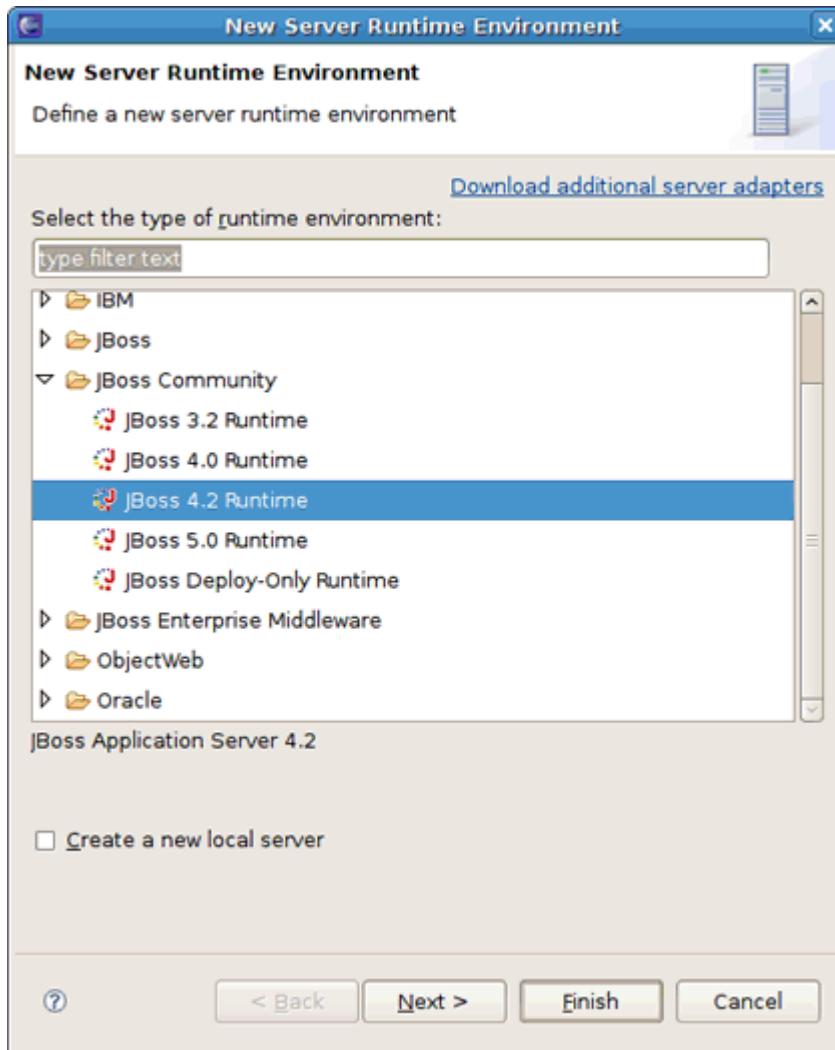 New Server Runtime Environment
New Server Runtime Environment
Define a new server runtime environment
Download additional server adapters
Select the type of runtime environment:
type filter text
IBM
JBoss
JBoss Community
JBoss 3.2 Runtime
JBoss 4.0 Runtime
JBoss 4.2 Runtime
JBoss 5.0 Runtime
JBoss Deploy-Only Runtime
JBoss Enterprise Middleware
ObjectWeb
Oracle
JBoss Application Server 4.2
Create a new local server
< Back Next > Finish Cancel